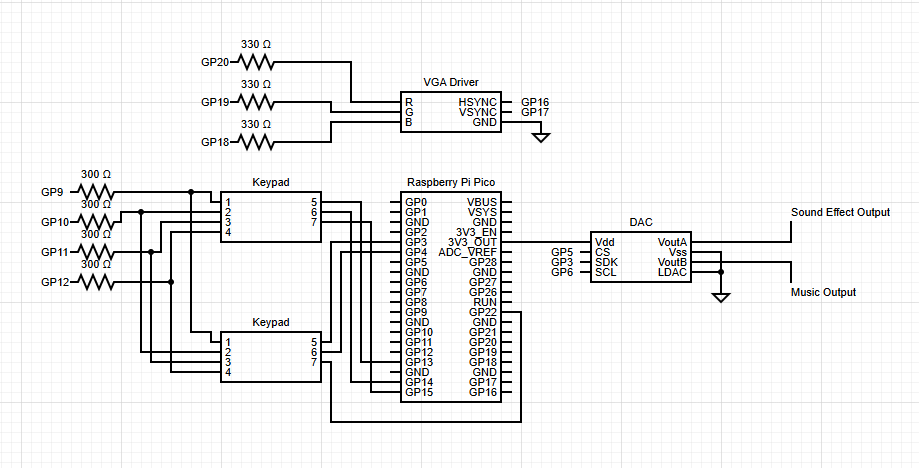 330 Ω
GP20
330 Ω
GP19
330 Ω
GP18
VGA Driver
R HSYNC GP16
G VSYNC GP17
B GND
300 Ω
GP9
300 Ω
GP10
300 Ω
GP11
300 Ω
GP12
Keypad
1 5
2 6
3 7
4
Keypad
1 5
2 6
3 7
4
Raspberry Pi Pico
GP0 VBUS
GP1 VSYS
GND GND
GP2 3V3_EN
GP3 3V3_OUT
GP4 ADC_VREF
GP5 GP28
GND GND
GP6 GP27
GP7 GP26
GP8 RUN
GP9 GP22
GND GND
GP10 GP21
GP11 GP20
GP12 GP19
GP13 GP18
GND GND
GP14 GP17
GP15 GP16
DAC
Vdd VoutA
GP5 CS Vss
GP3 SDK VoutB
GP6 SCL LDAC
Sound Effect Output
Music Output